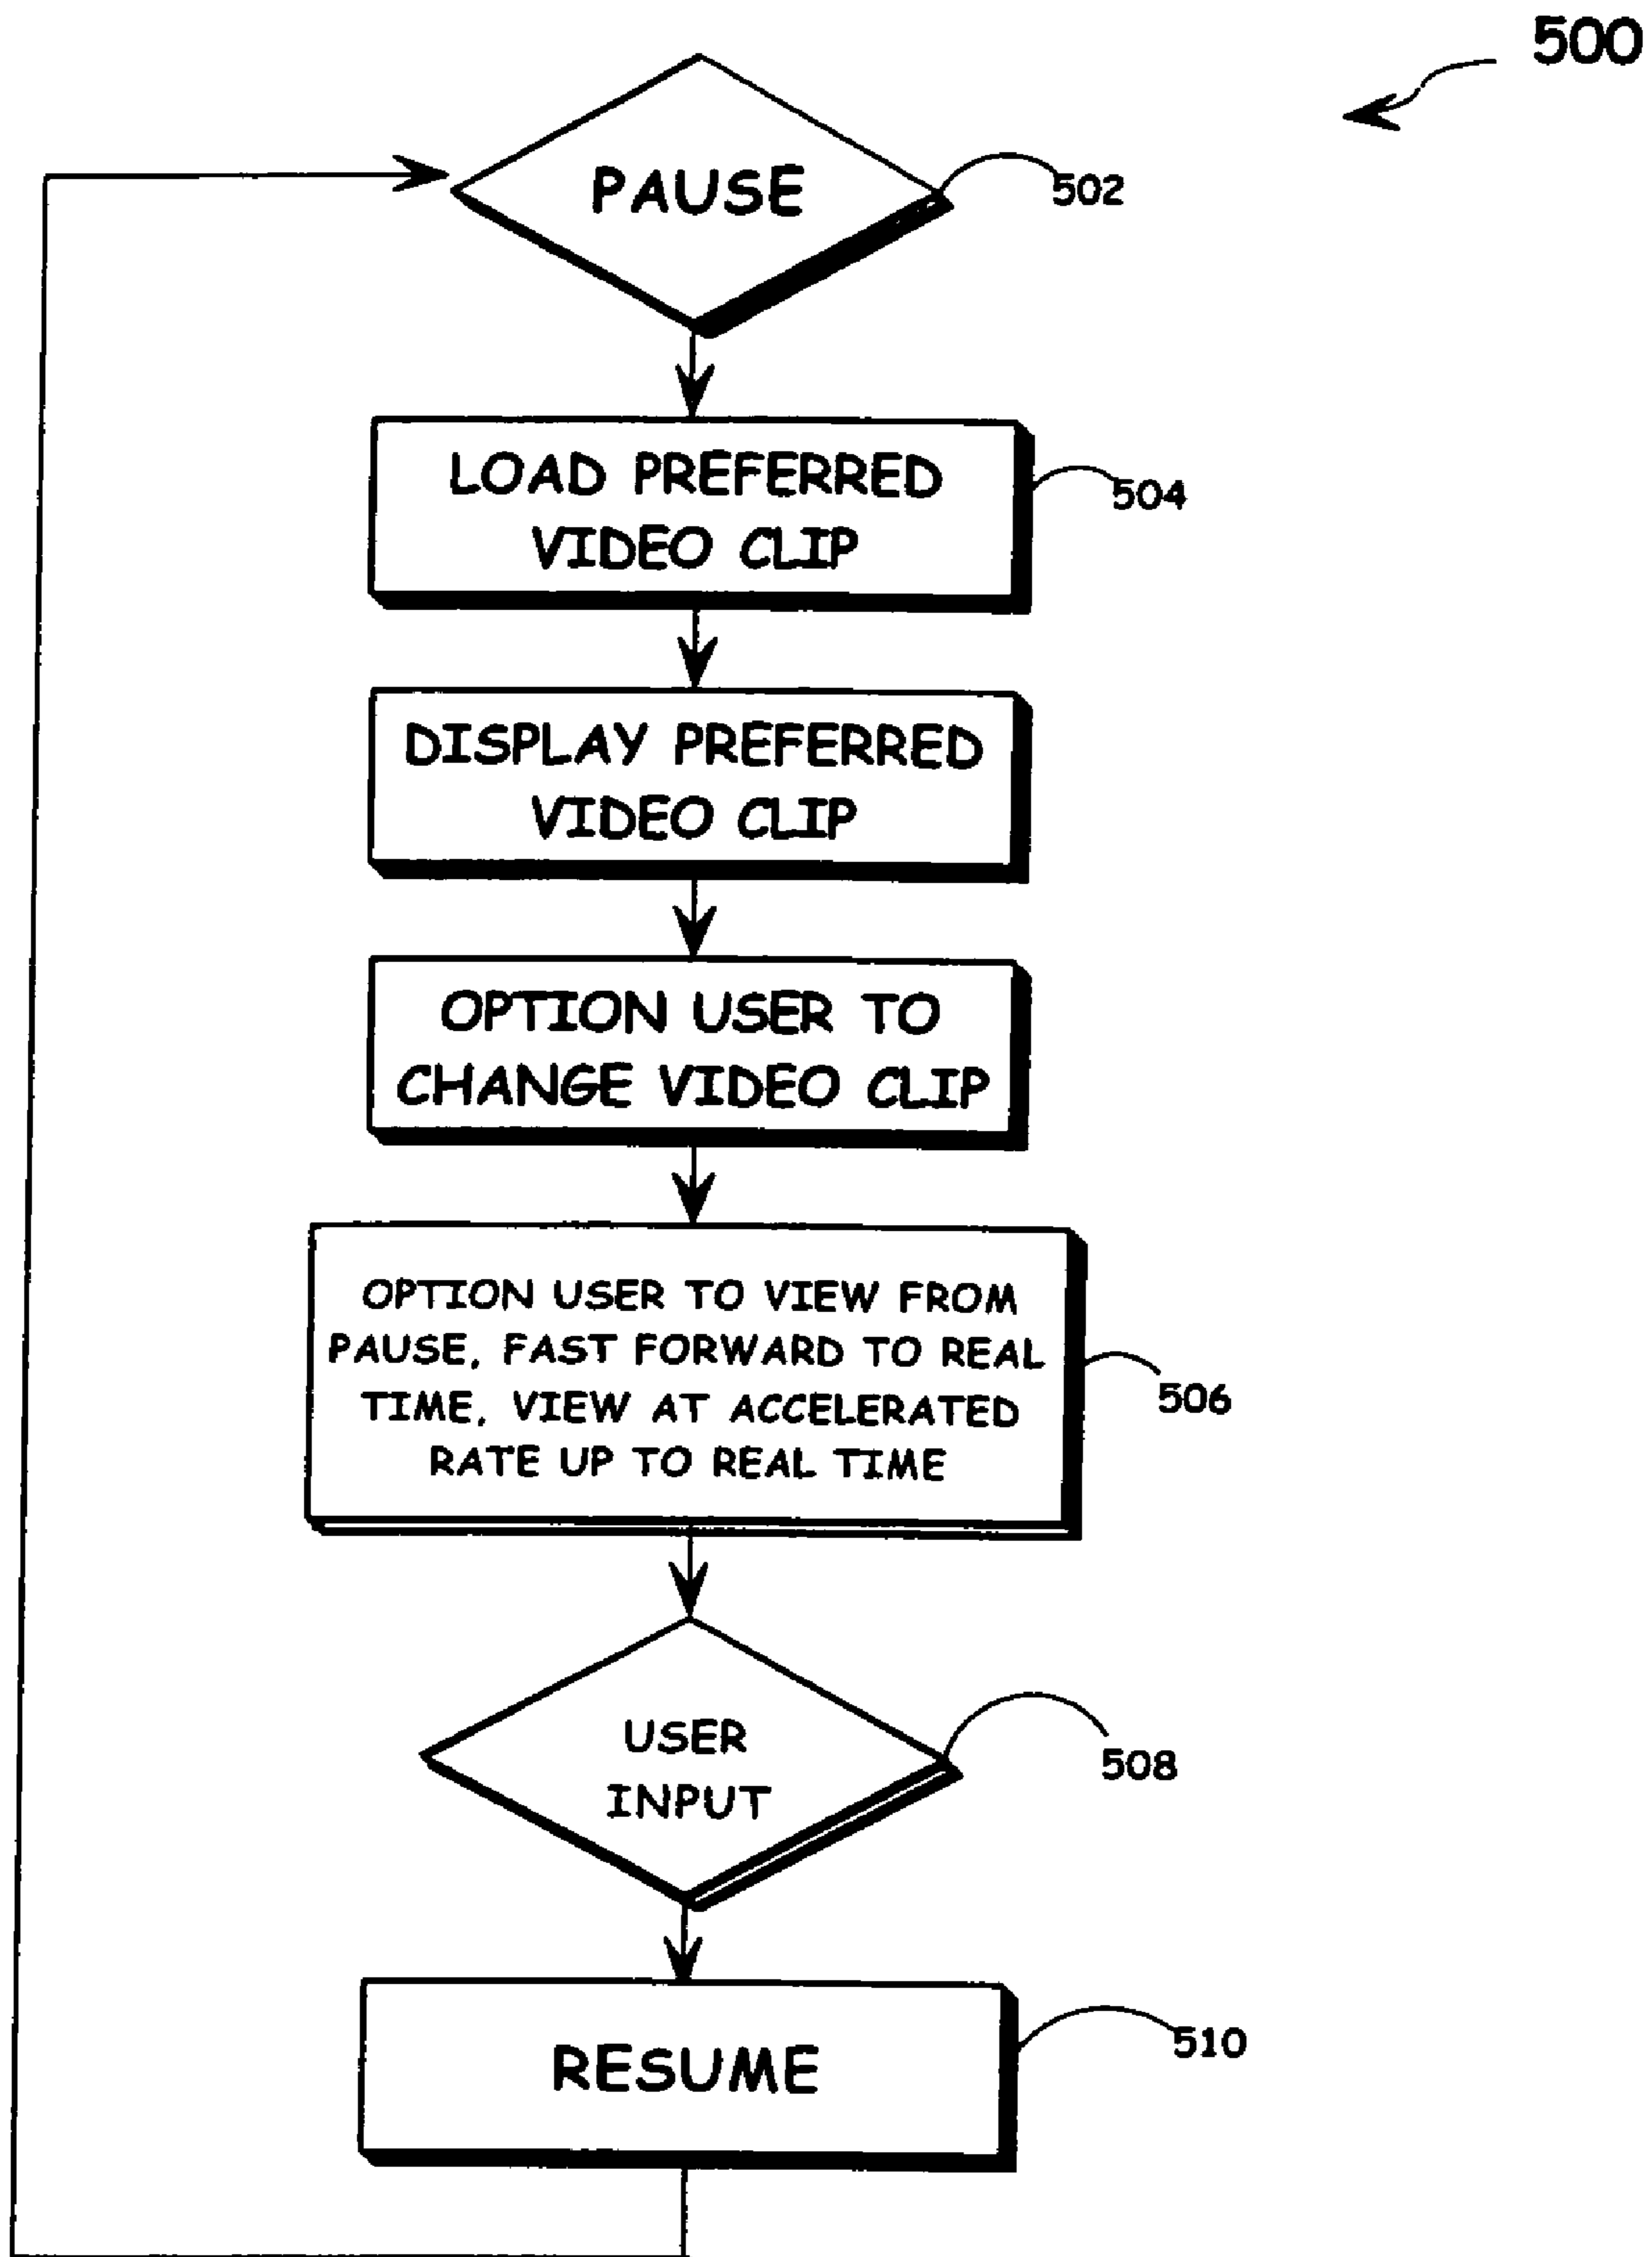 500
PAUSE
502
LOAD PREFERRED
VIDEO CLIP
504
DISPLAY PREFERRED
VIDEO CLIP
OPTION USER TO
CHANGE VIDEO CLIP
OPTION USER TO VIEW FROM
PAUSE, FAST FORWARD TO REAL
TIME, VIEW AT ACCELERATED
RATE UP TO REAL TIME
506
USER
INPUT
508
RESUME
510